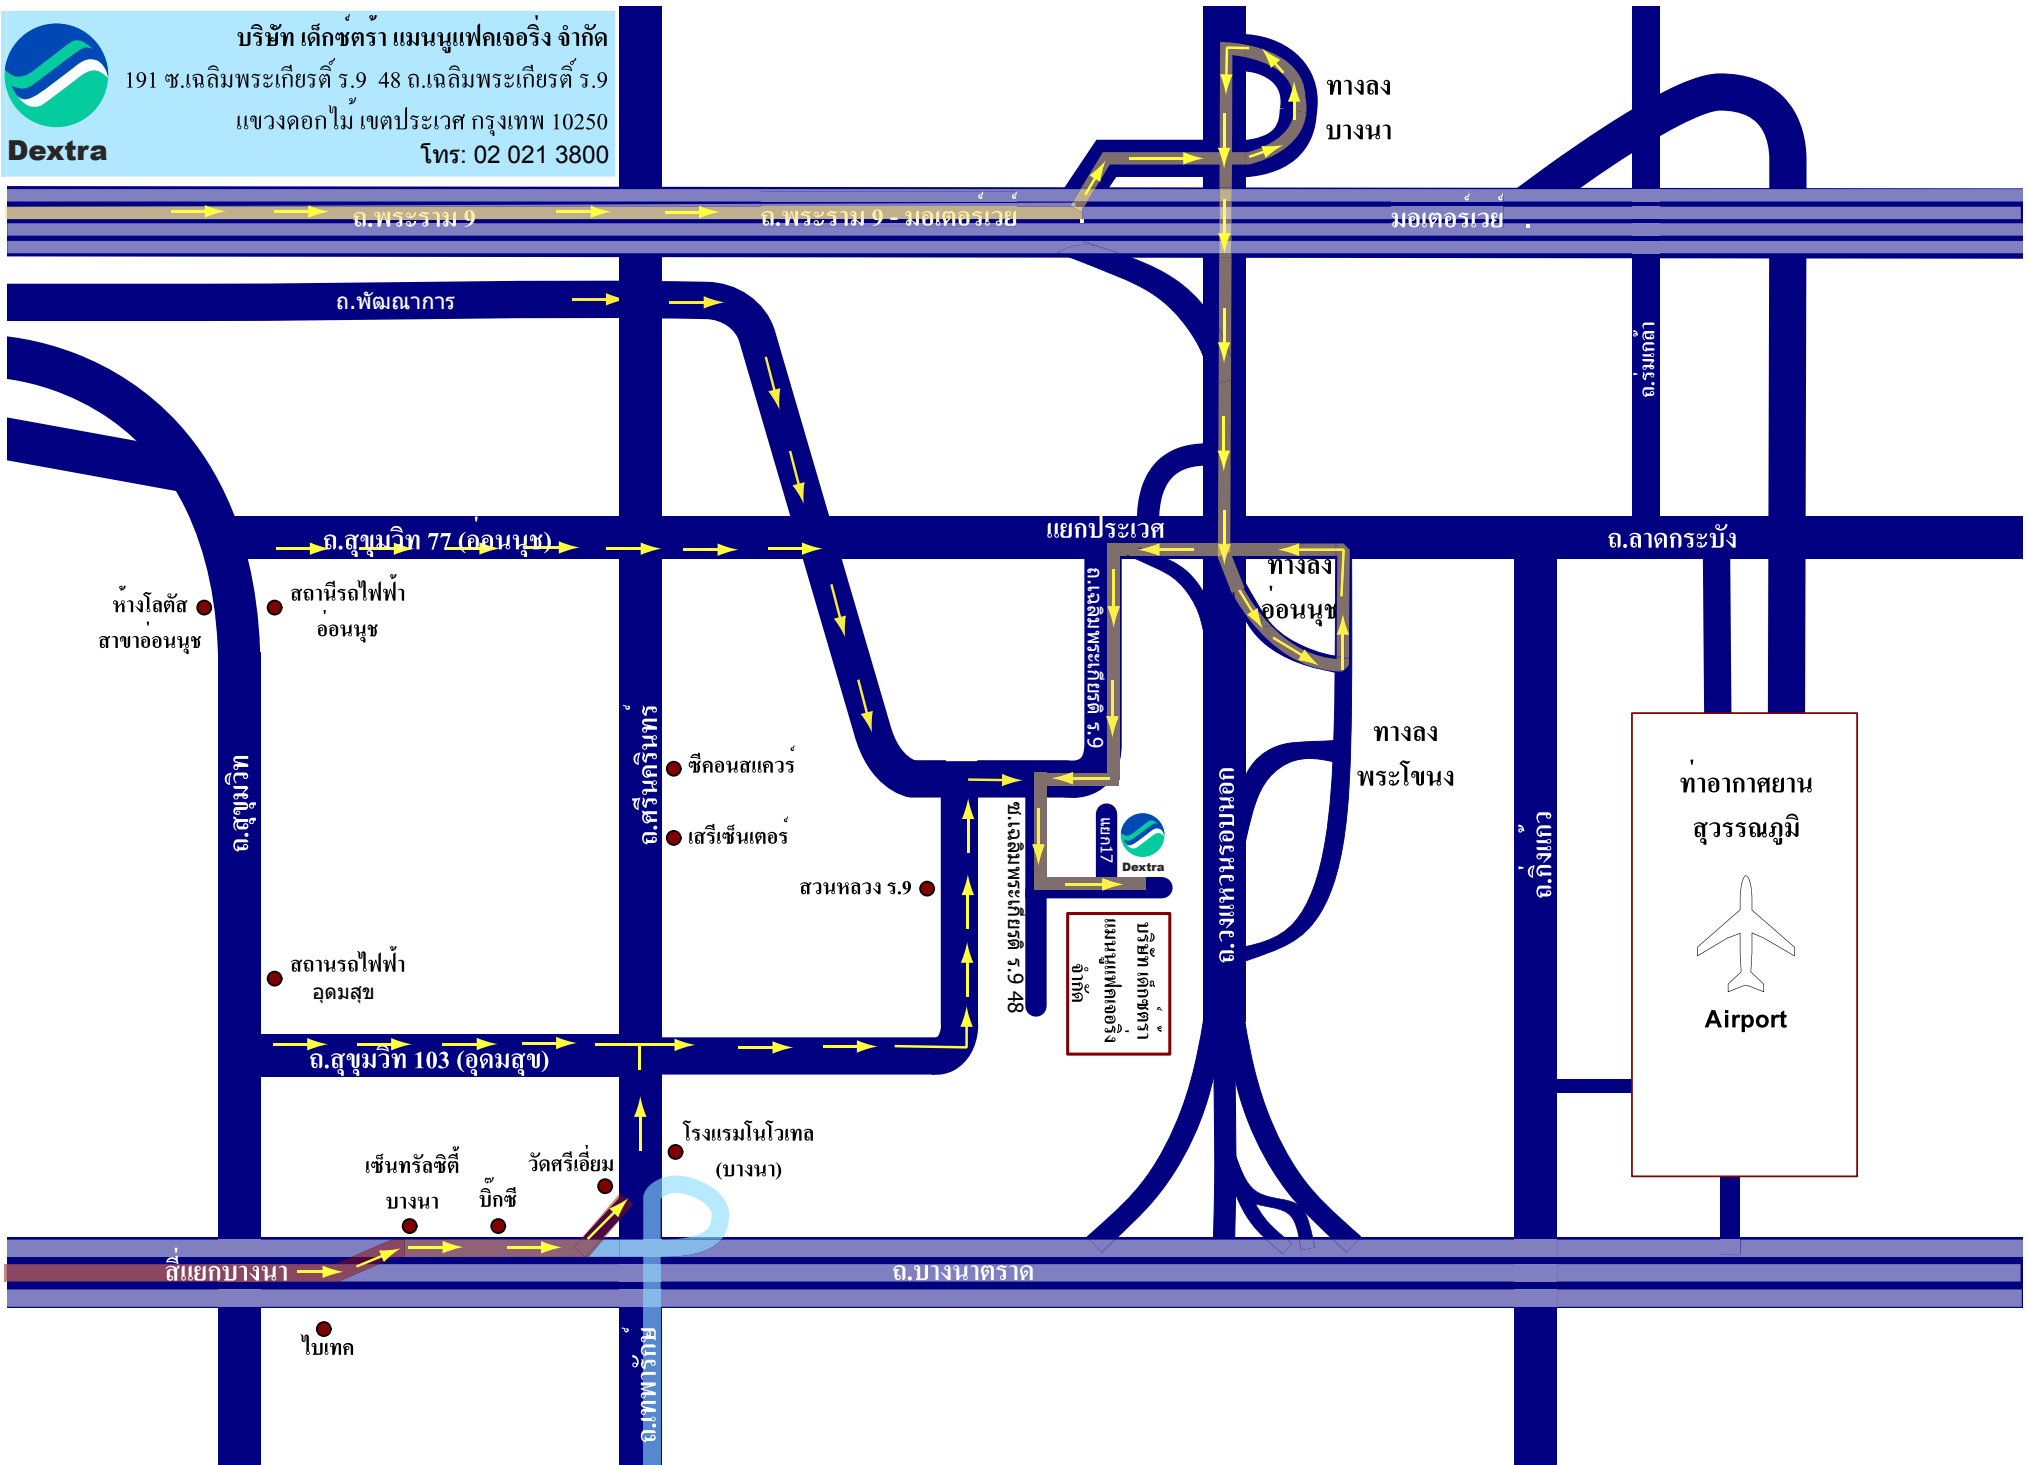 บริษัท เด็กซ์ตร้า แมนนูแฟคเจอริ่ง จำกัด
191 ซ.เฉลิมพระเกียรติ์ ร.9 48 ถ.เฉลิมพระเกียรติ์ ร.9
แขวงดอกไม้ เขตประเวศ กรุงเทพ 10250
โทร: 02 021 3800
Dextra
ทางลง
บางนา
ถ.พระราม 9
ถ.พระราม 9 - มอเตอร์เวย์
มอเตอร์เวย์
ถ.พัฒณาการ
ถ.ร่มเกล้า
ถ.สุขุมวิท 77 (อ่อนนุช)
แยกประเวศ
ถ.ลาดกระบัง
ทางลง
อ่อนนุช
ห้างโลตัส
สาขาอ่อนนุช
สถานีรถไฟฟ้า
อ่อนนุช
ถ.เฉลิมพระเกียรติ ร.9
ถ.สุขุมวิท
ถ.ศรีนครินทร์
ซีคอนสแควร์
เสรีเซ็นเตอร์
สวนหลวง ร.9
ซ.เฉลิมพระเกียรติ ร.9 48
แยก17
Dextra
บริษัท เด็กซ์ตร้า
แมนนูแฟคเจอริ่ง
จำกัด
ถ.วงแหวนรอบนอก
ทางลง
พระโขนง
ถ.กิ่งแก้ว
ท่าอากาศยาน
สุวรรณภูมิ
Airport
สถานรถไฟฟ้า
อุดมสุข
ถ.สุขุมวิท 103 (อุดมสุข)
โรงแรมโนโวเทล
(บางนา)
วัดศรีเอี่ยม
เซ็นทรัลซิตี้
บางนา
บิ๊กซี
สี่แยกบางนา
ถ.บางนาตราด
ไบเทค
ถ.เทพารักษ์